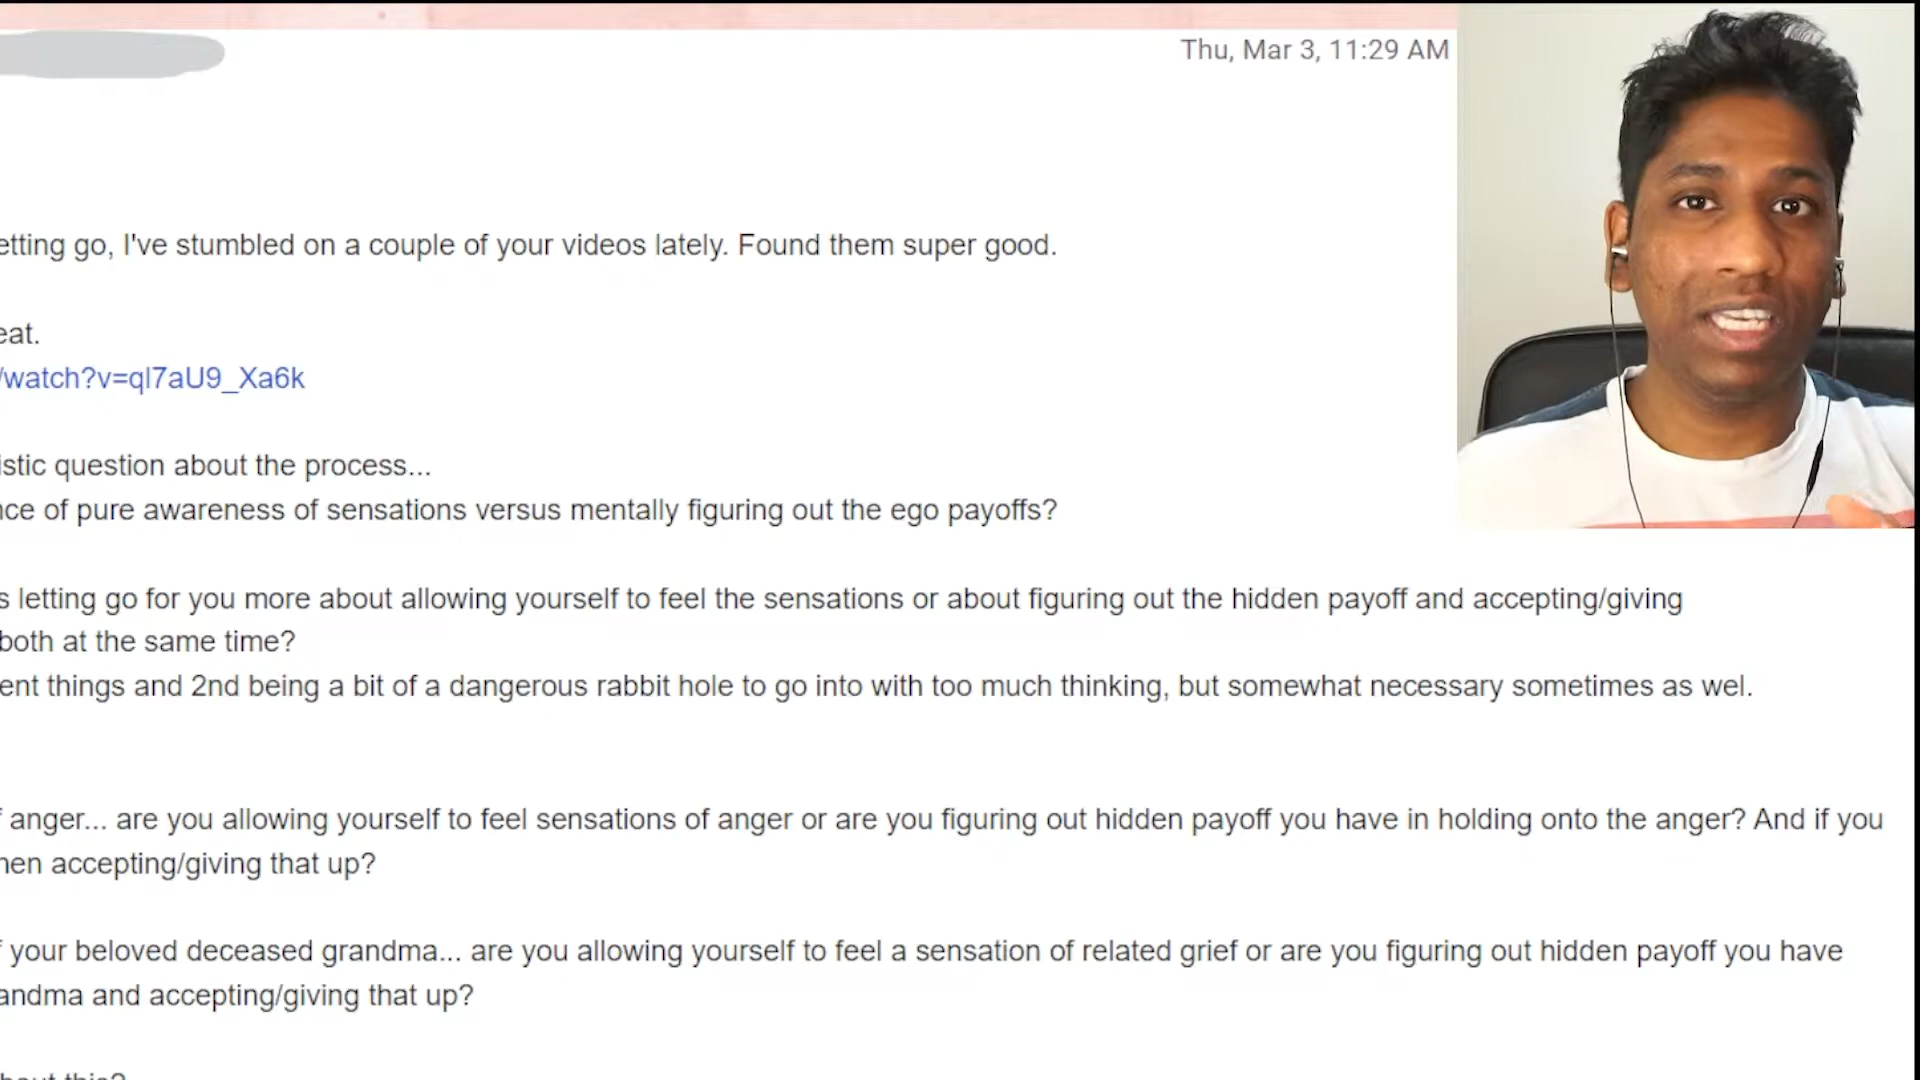 Thu, Mar 3, 11:29 AM
etting go, I've stumbled on a couple of your videos lately. Found them super good.
eat.
/watch?v=ql7aU9_Xa6k
istic question about the process...
nce of pure awareness of sensations versus mentally figuring out the ego payoffs?
s letting go for you more about allowing yourself to feel the sensations or about figuring out the hidden payoff and accepting/giving
both at the same time?
ent things and 2nd being a bit of a dangerous rabbit hole to go into with too much thinking, but somewhat necessary sometimes as wel.
f anger... are you allowing yourself to feel sensations of anger or are you figuring out hidden payoff you have in holding onto the anger? And if you
hen accepting/giving that up?
f your beloved deceased grandma... are you allowing yourself to feel a sensation of related grief or are you figuring out hidden payoff you have
andma and accepting/giving that up?
bout this?